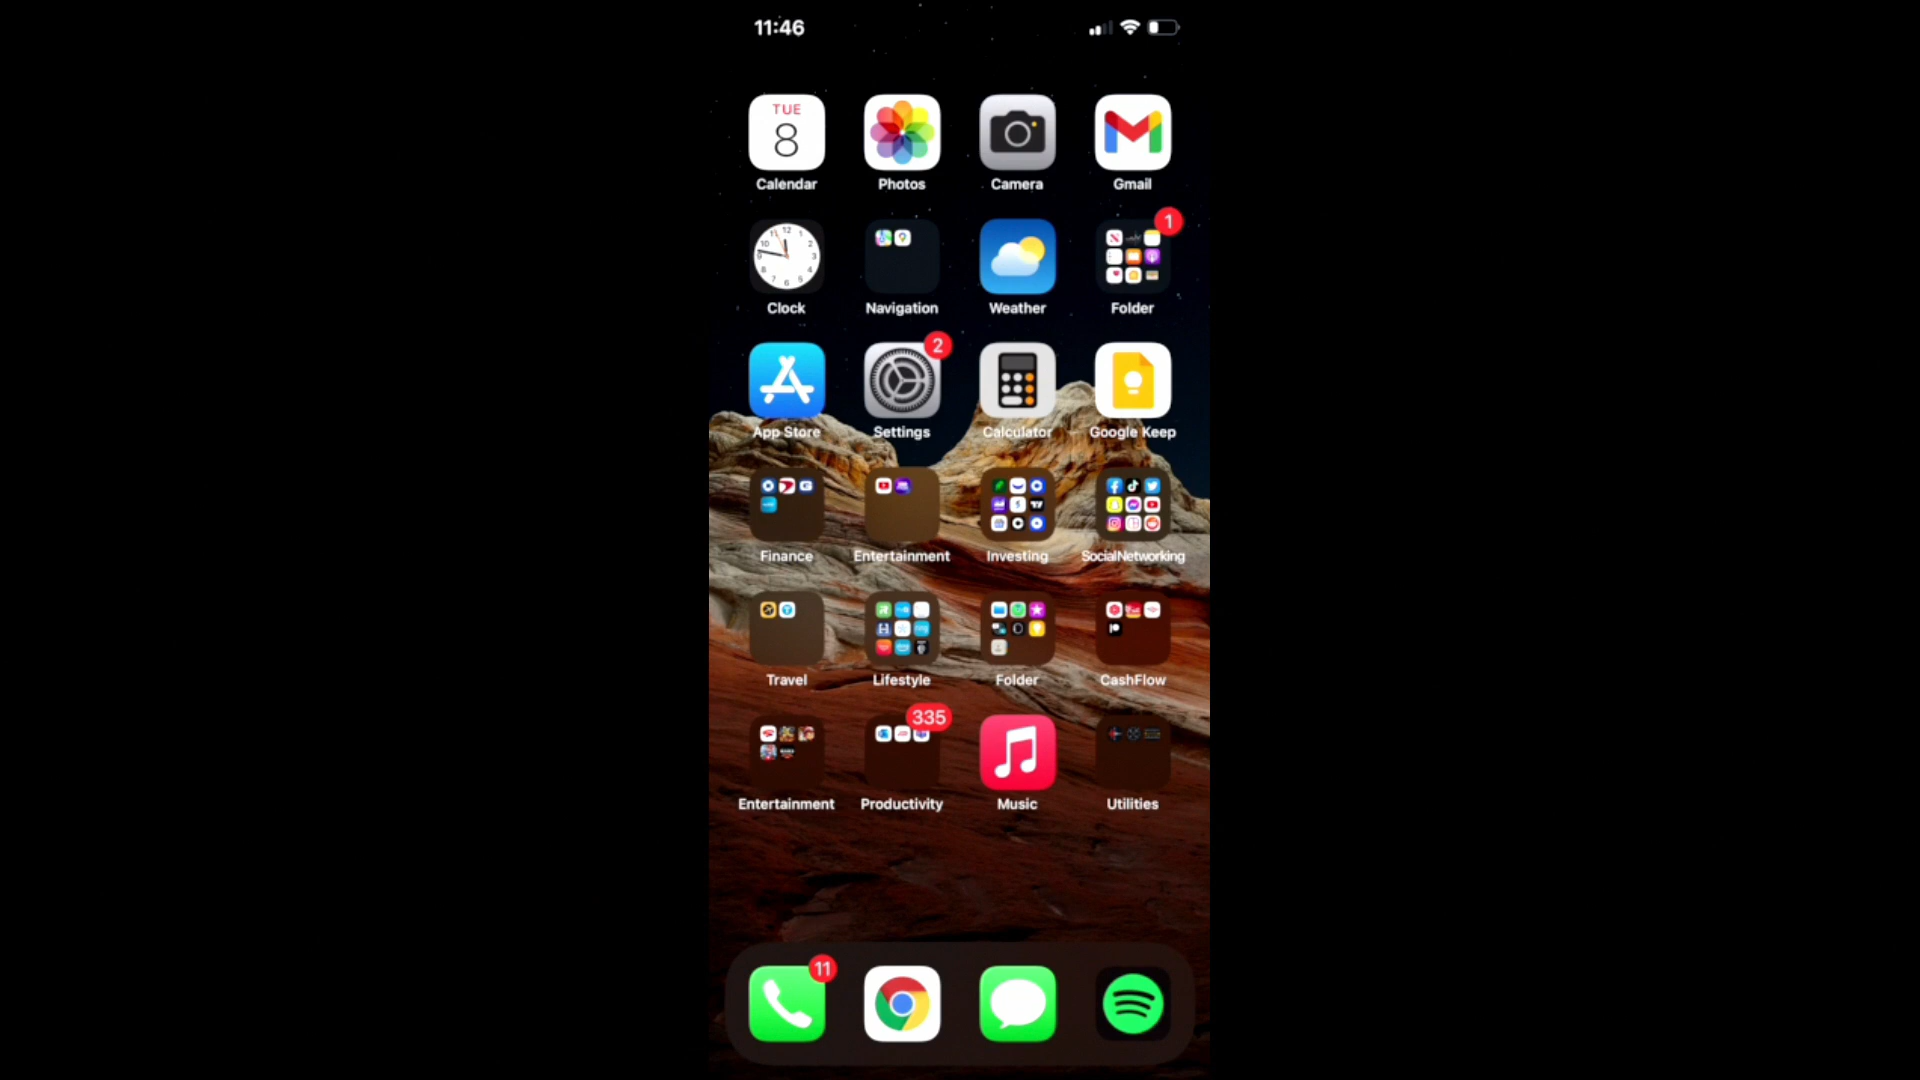 11:46
TUE
8
Calendar
Photos
Camera
Gmail
1
Clock
Navigation
Weather
Folder
2
App Store
Settings
Calculator
Google Keep
Finance
Entertainment
Investing
SocialNetworking
Travel
Lifestyle
Folder
CashFlow
335
Entertainment
Productivity
Music
Utilities
11